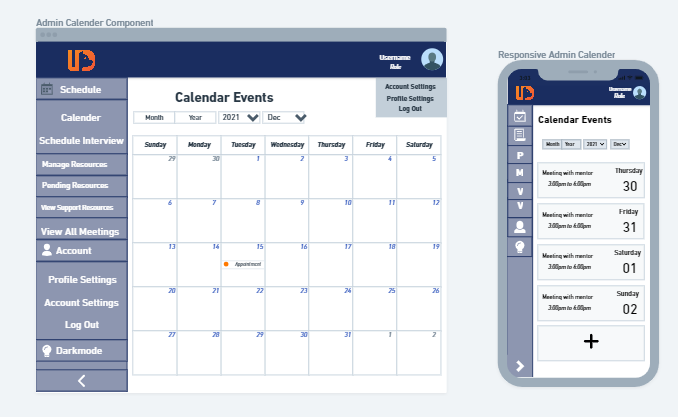 Admin Calender Component
UD
Username
Role
Account Settings
Profile Settings
Log Out
Schedule
Calender
Schedule Interview
Manage Resources
Pending Resources
View Support Resources
View All Meetings
Account
Profile Settings
Account Settings
Log Out
Darkmode
Calendar Events
Month Year 2021 Dec
Sunday Monday Tuesday Wednesday Thursday Friday Saturday
29 30 1 2 3 4 5
6 7 8 9 10 11 12
13 14 15 16 17 18 19
Appointment
20 21 22 23 24 25 26
27 28 29 30 31 1 2
Responsive Admin Calender
UD
Username
Role
P
M
V
V
Calendar Events
Month Year 2021 Dec
Meeting with mentor Thursday
3:00pm to 4:00pm 30
Meeting with mentor Friday
3:00pm to 4:00pm 31
Meeting with mentor Saturday
3:00pm to 4:00pm 01
Meeting with mentor Sunday
3:00pm to 4:00pm 02